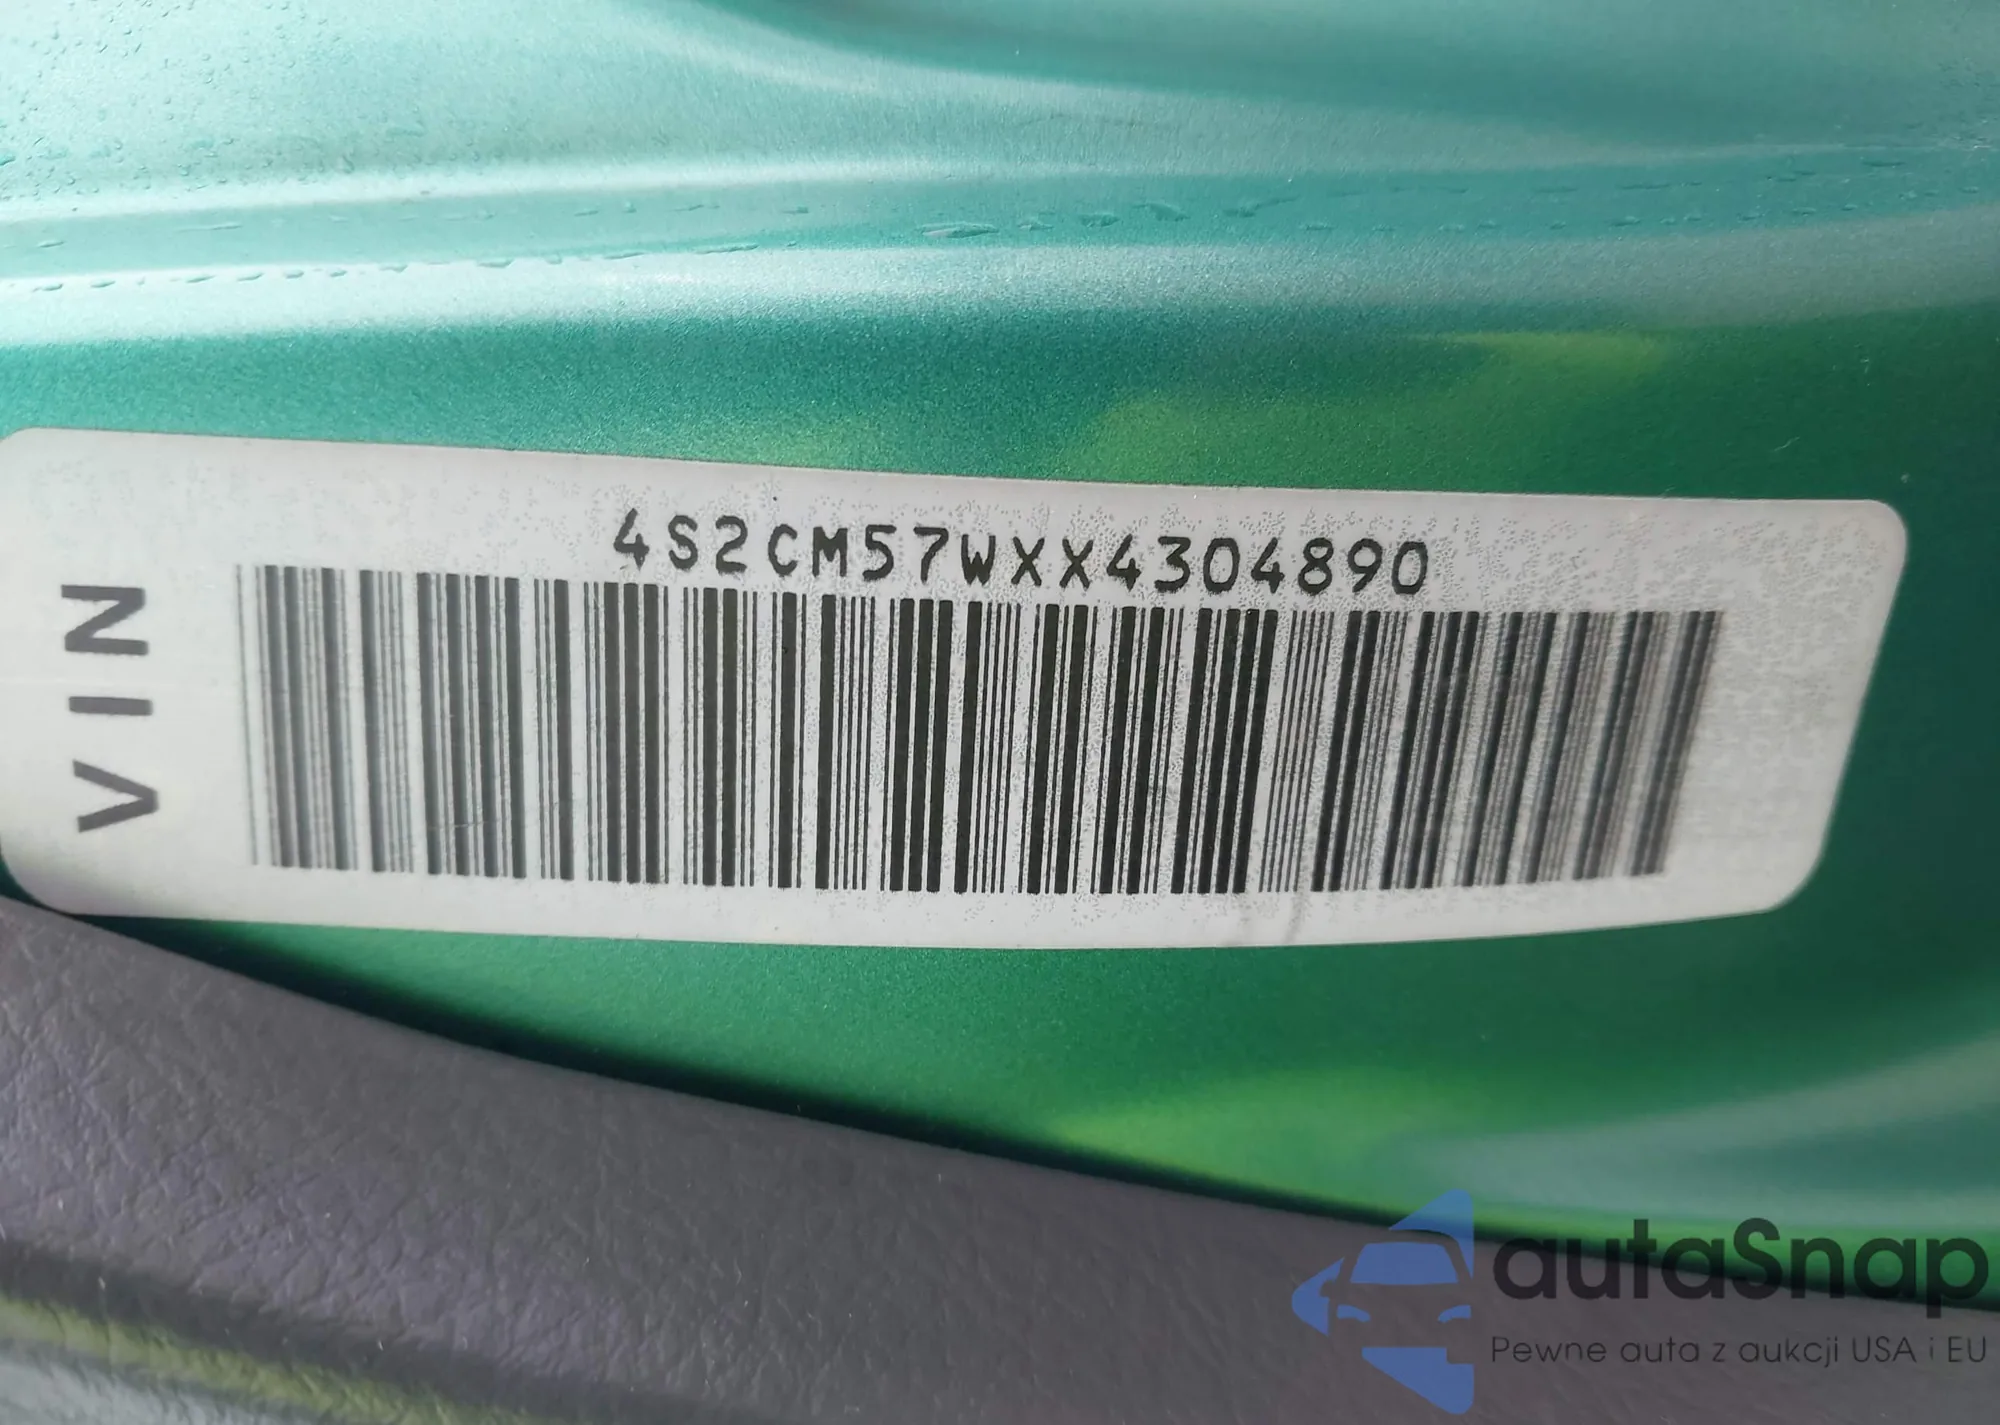 VIN
4S2CM57WXX4304890
autaSnap
Pewne auta z aukcji USA i EU